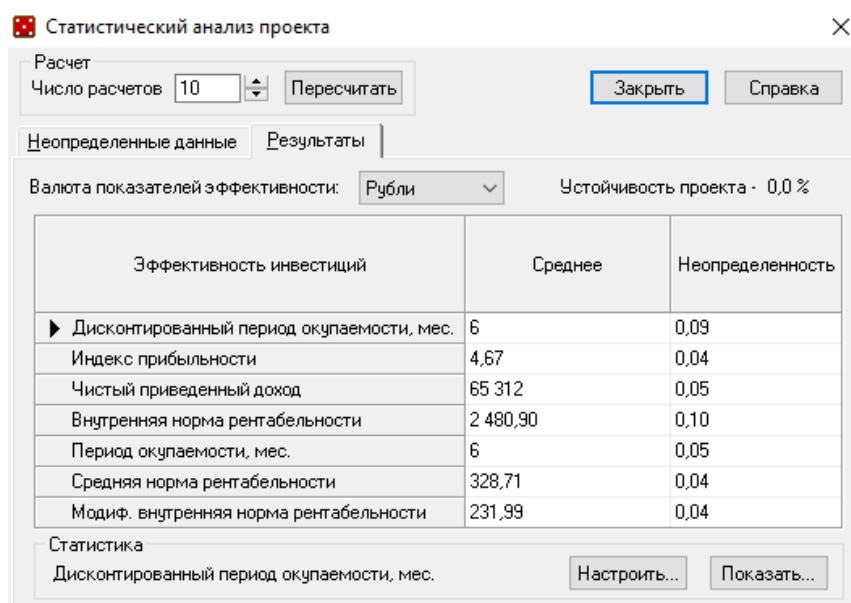 Статистический анализ проекта
Расчет
Число расчетов 10 Пересчитать Закрыть Справка
Неопределенные данные Результаты
Валюта показателей эффективности: Рубли Устойчивость проекта - 0,0 %
Эффективность инвестиций Среднее Неопределенность
Дисконтированный период окупаемости, мес. 6 0,09
Индекс прибыльности 4,67 0,04
Чистый приведенный доход 65 312 0,05
Внутренняя норма рентабельности 2 480,90 0,10
Период окупаемости, мес. 6 0,05
Средняя норма рентабельности 328,71 0,04
Модиф. внутренняя норма рентабельности 231,99 0,04
Статистика
Дисконтированный период окупаемости, мес. Настроить... Показать...